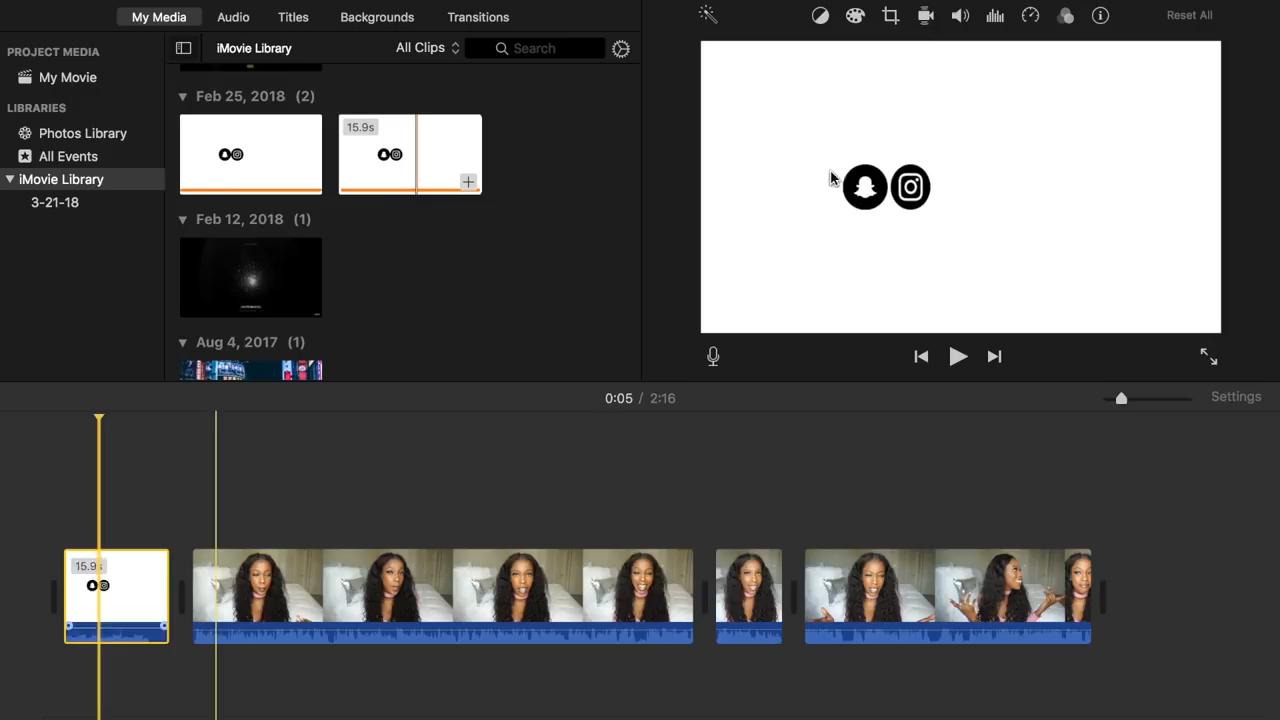 My Media Audio Titles Backgrounds Transitions
Reset All
PROJECT MEDIA
My Movie
LIBRARIES
Photos Library
All Events
iMovie Library
3-21-18
iMovie Library All Clips Search
Feb 25, 2018 (2)
15.9s
Feb 12, 2018 (1)
Aug 4, 2017 (1)
0:05 / 2:16
Settings
15.9s